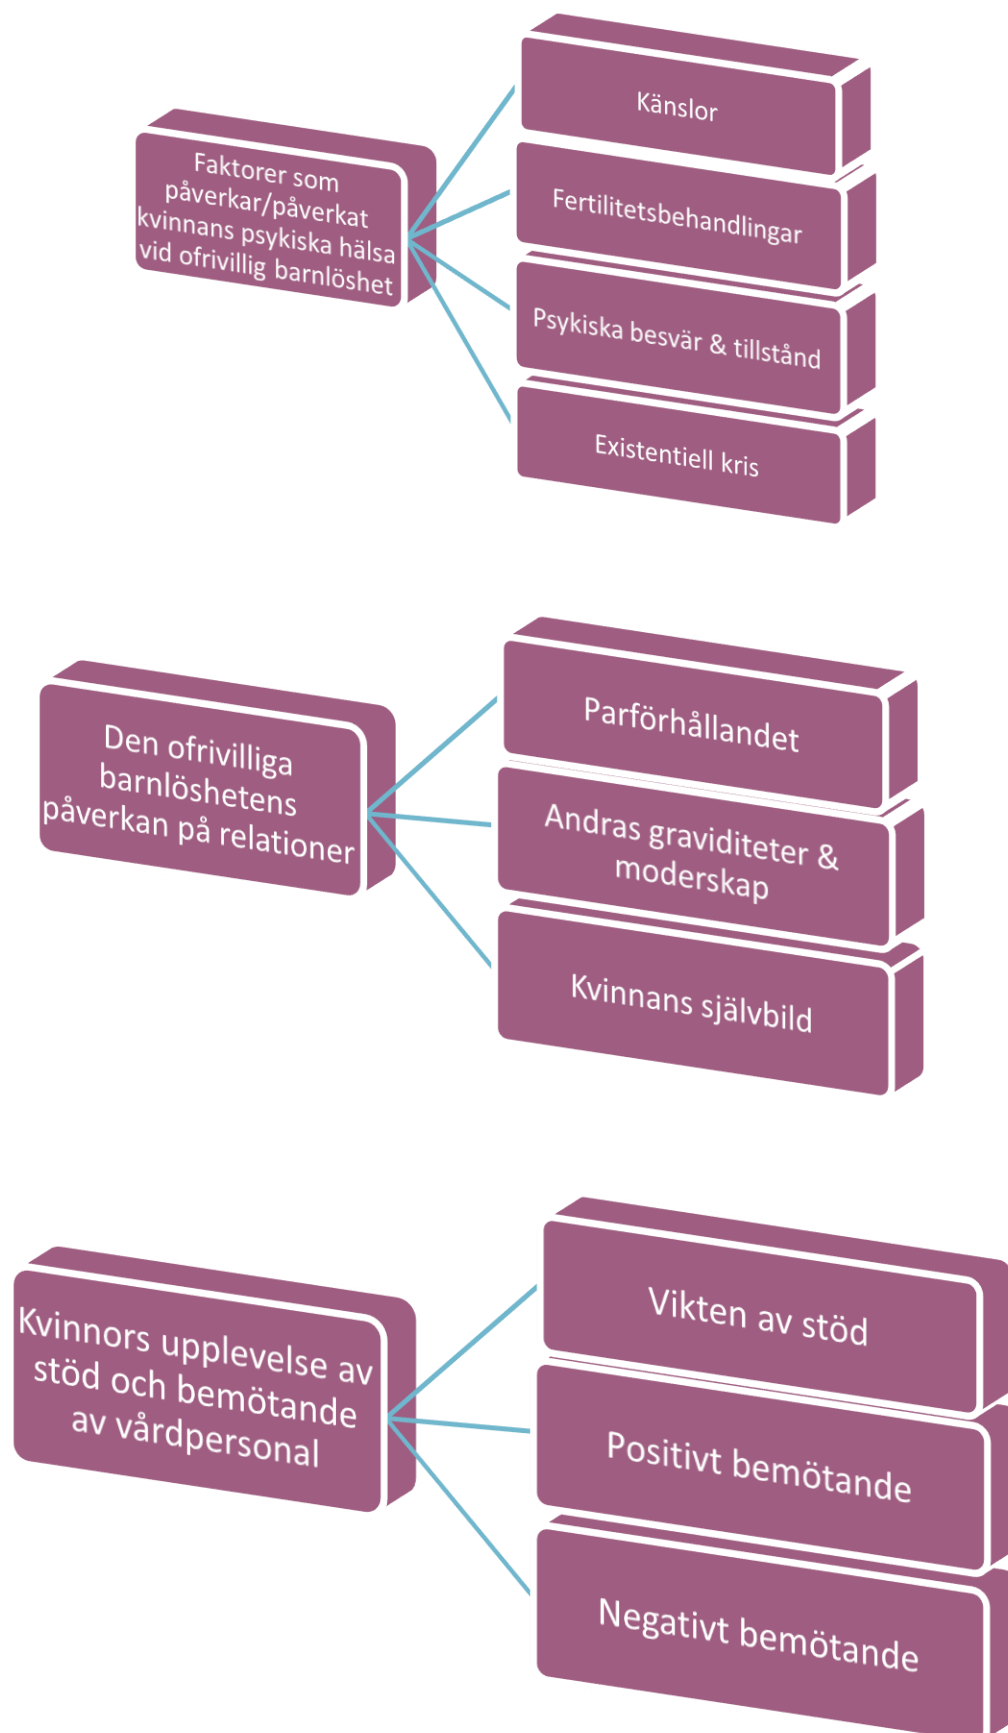 Faktorer som
påverkar/påverkat
kvinnans psykiska hälsa
vid ofrivillig barnlöshet
Känslor
Fertilitetsbehandlingar
Psykiska besvär & tillstånd
Existentiell kris
Den ofrivilliga
barnlöshetens
påverkan på relationer
Parförhållandet
Andras graviditeter &
moderskap
Kvinnans självbild
Kvinnors upplevelse av
stöd och bemötande
av vårdpersonal
Vikten av stöd
Positivt bemötande
Negativt bemötande